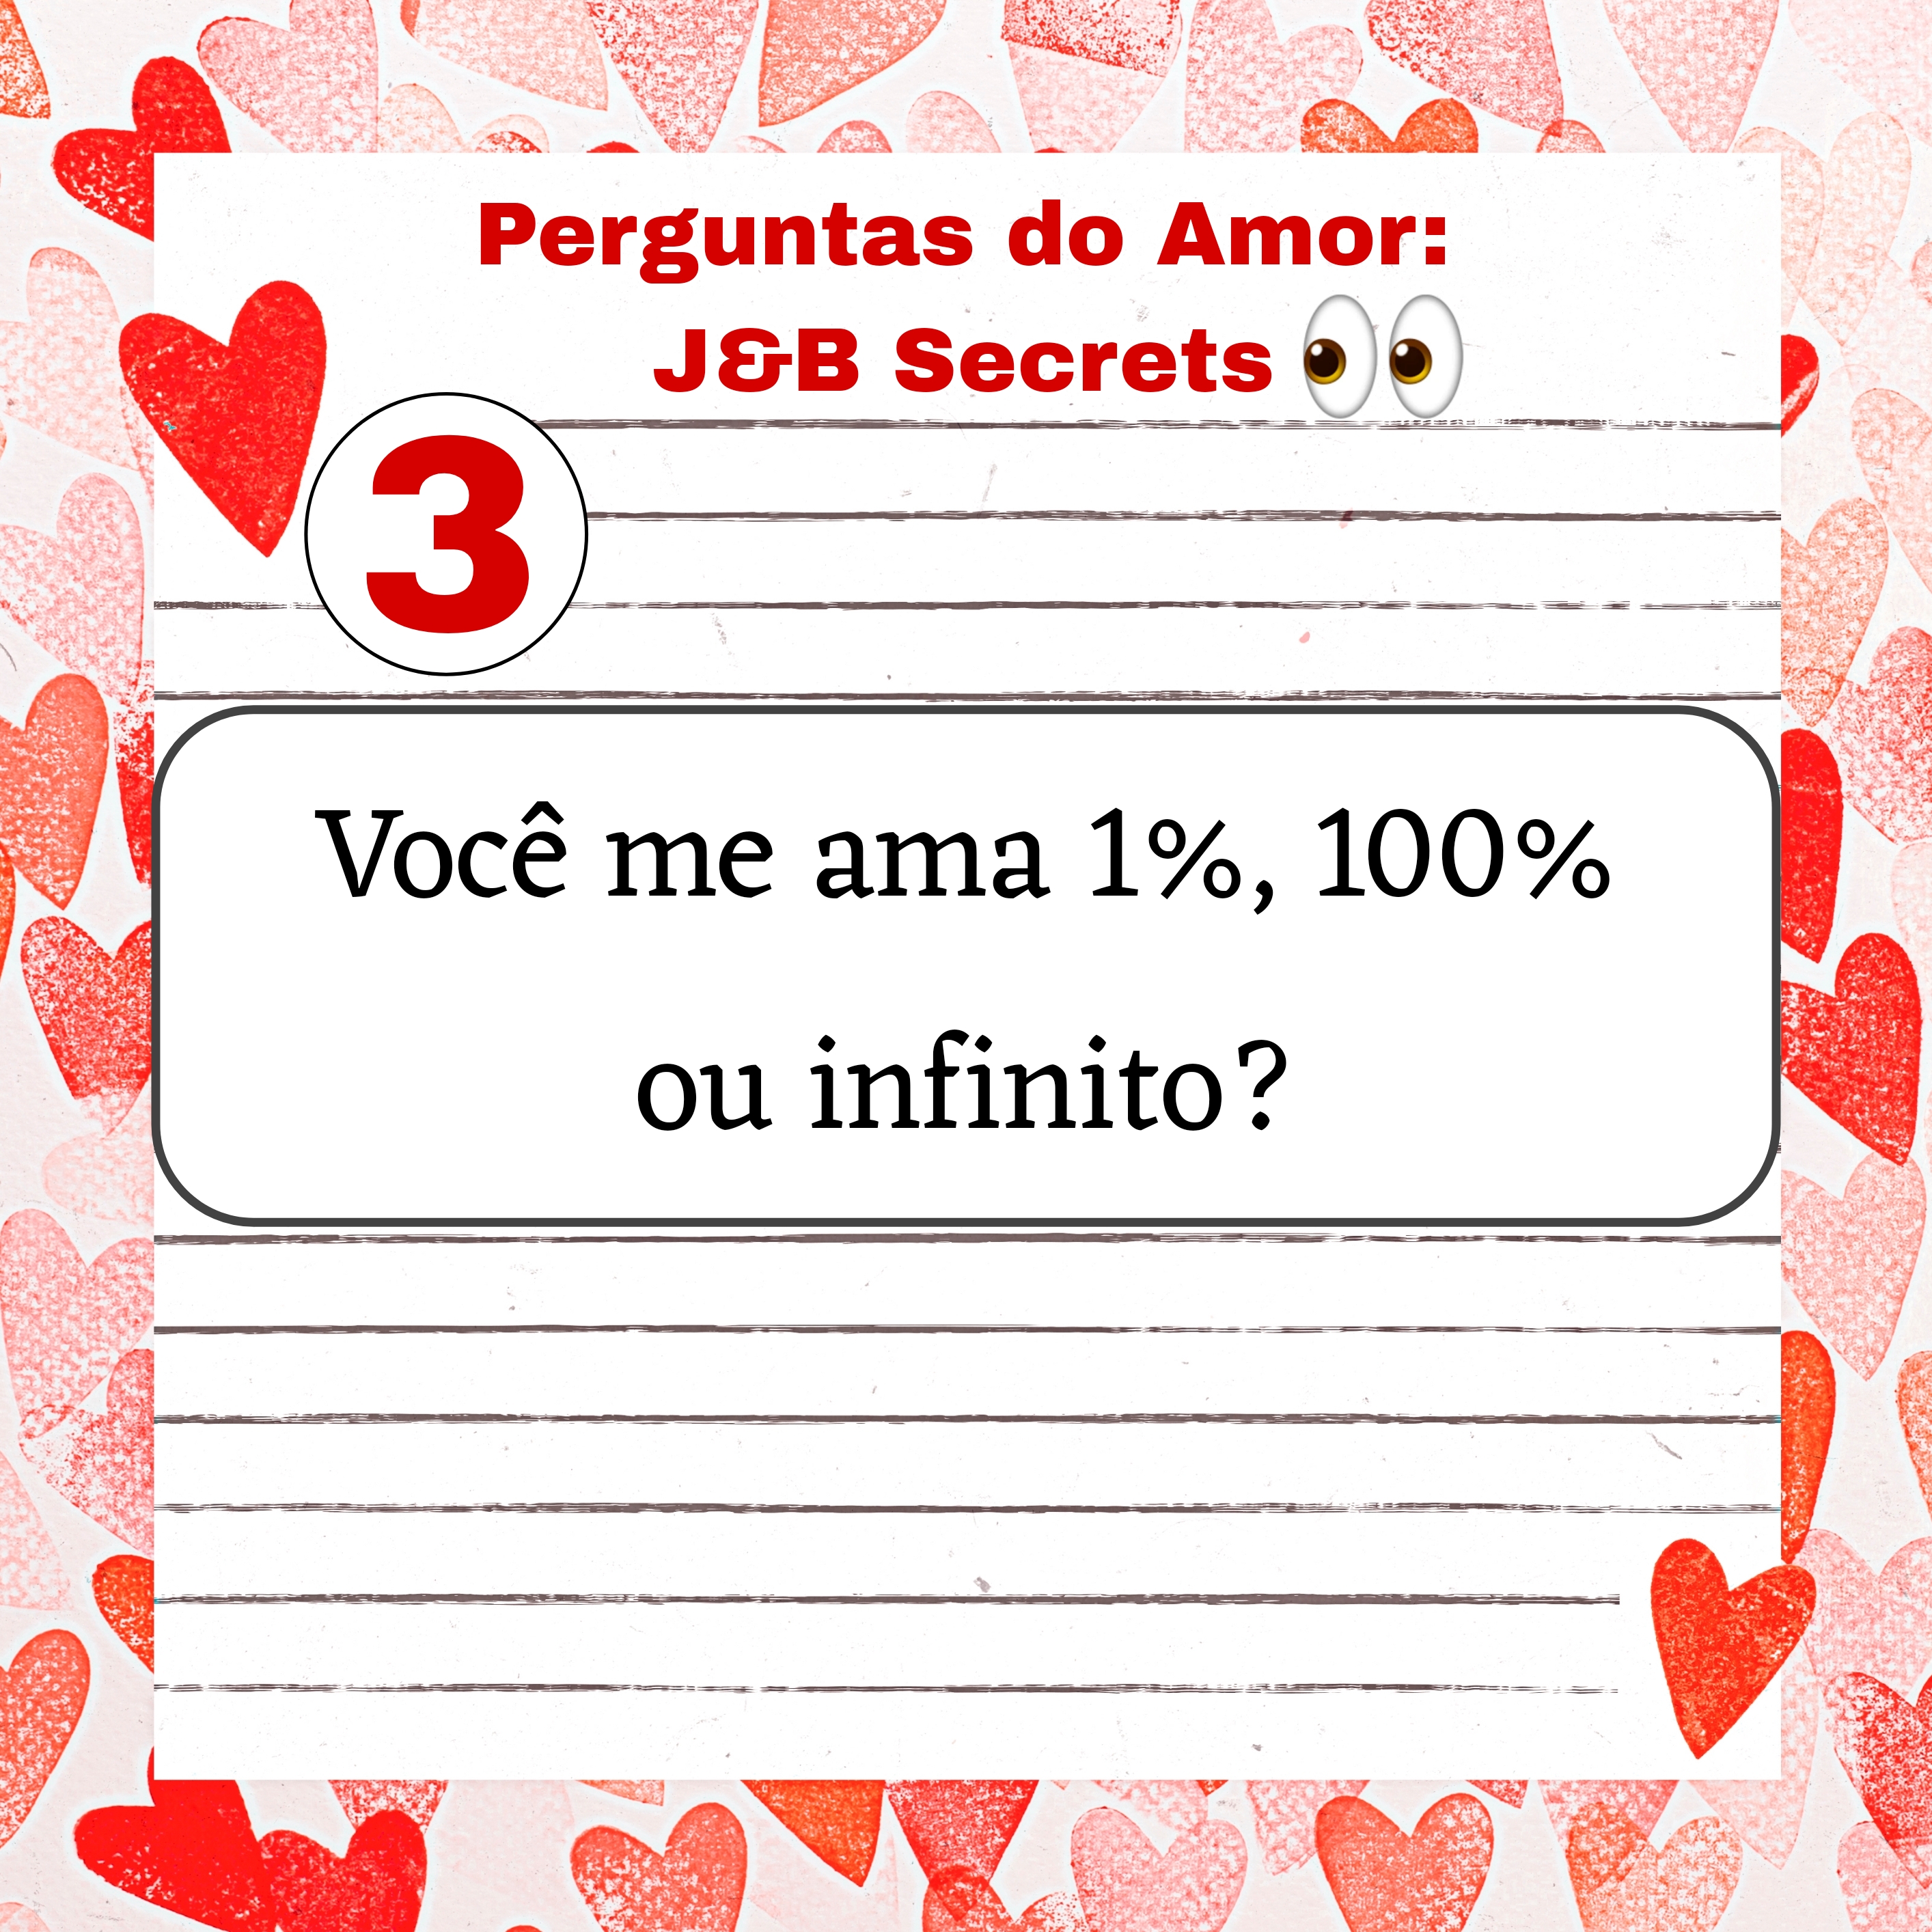 Perguntas do Amor:
J&B Secrets 👀
3
Você me ama 1%, 100%
ou infinito?